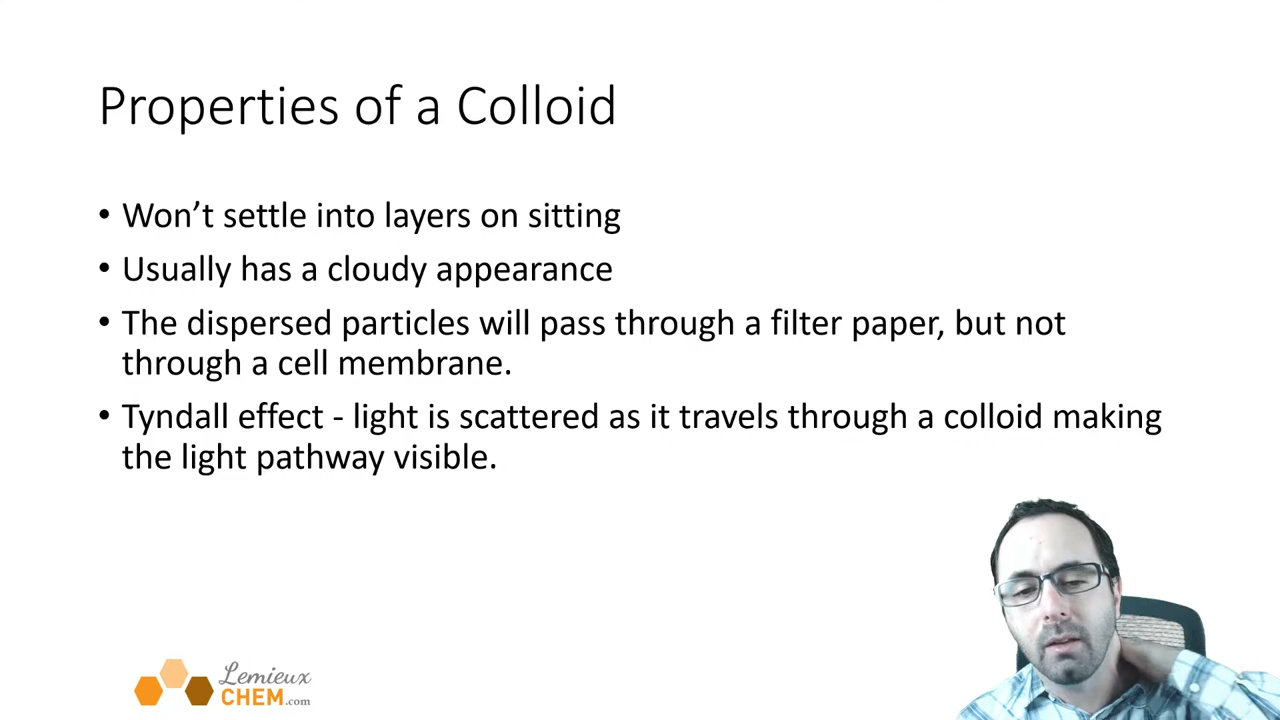 Properties of a Colloid
• Won’t settle into layers on sitting
• Usually has a cloudy appearance
• The dispersed particles will pass through a filter paper, but not
through a cell membrane.
• Tyndall effect - light is scattered as it travels through a colloid making
the light pathway visible.
Lemieux
CHEM.com